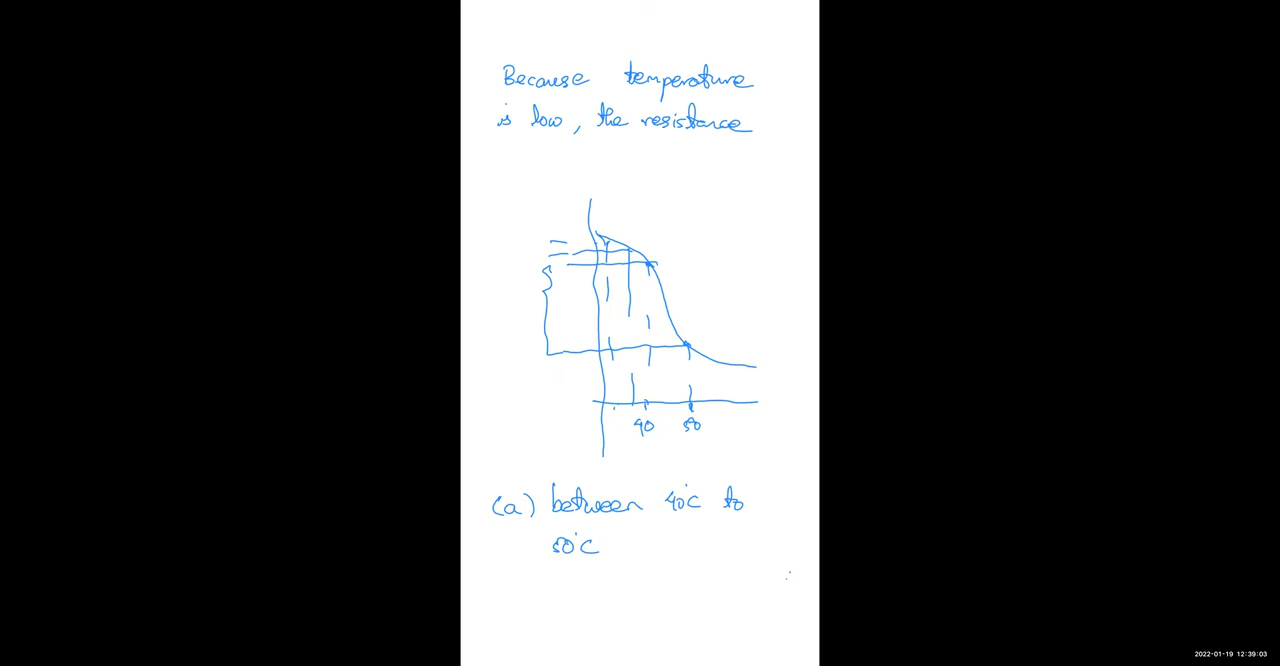 Because temperature
is low, the resistance
40 50
(a) between 40°C to
50°C
2022-01-19 12:39:03